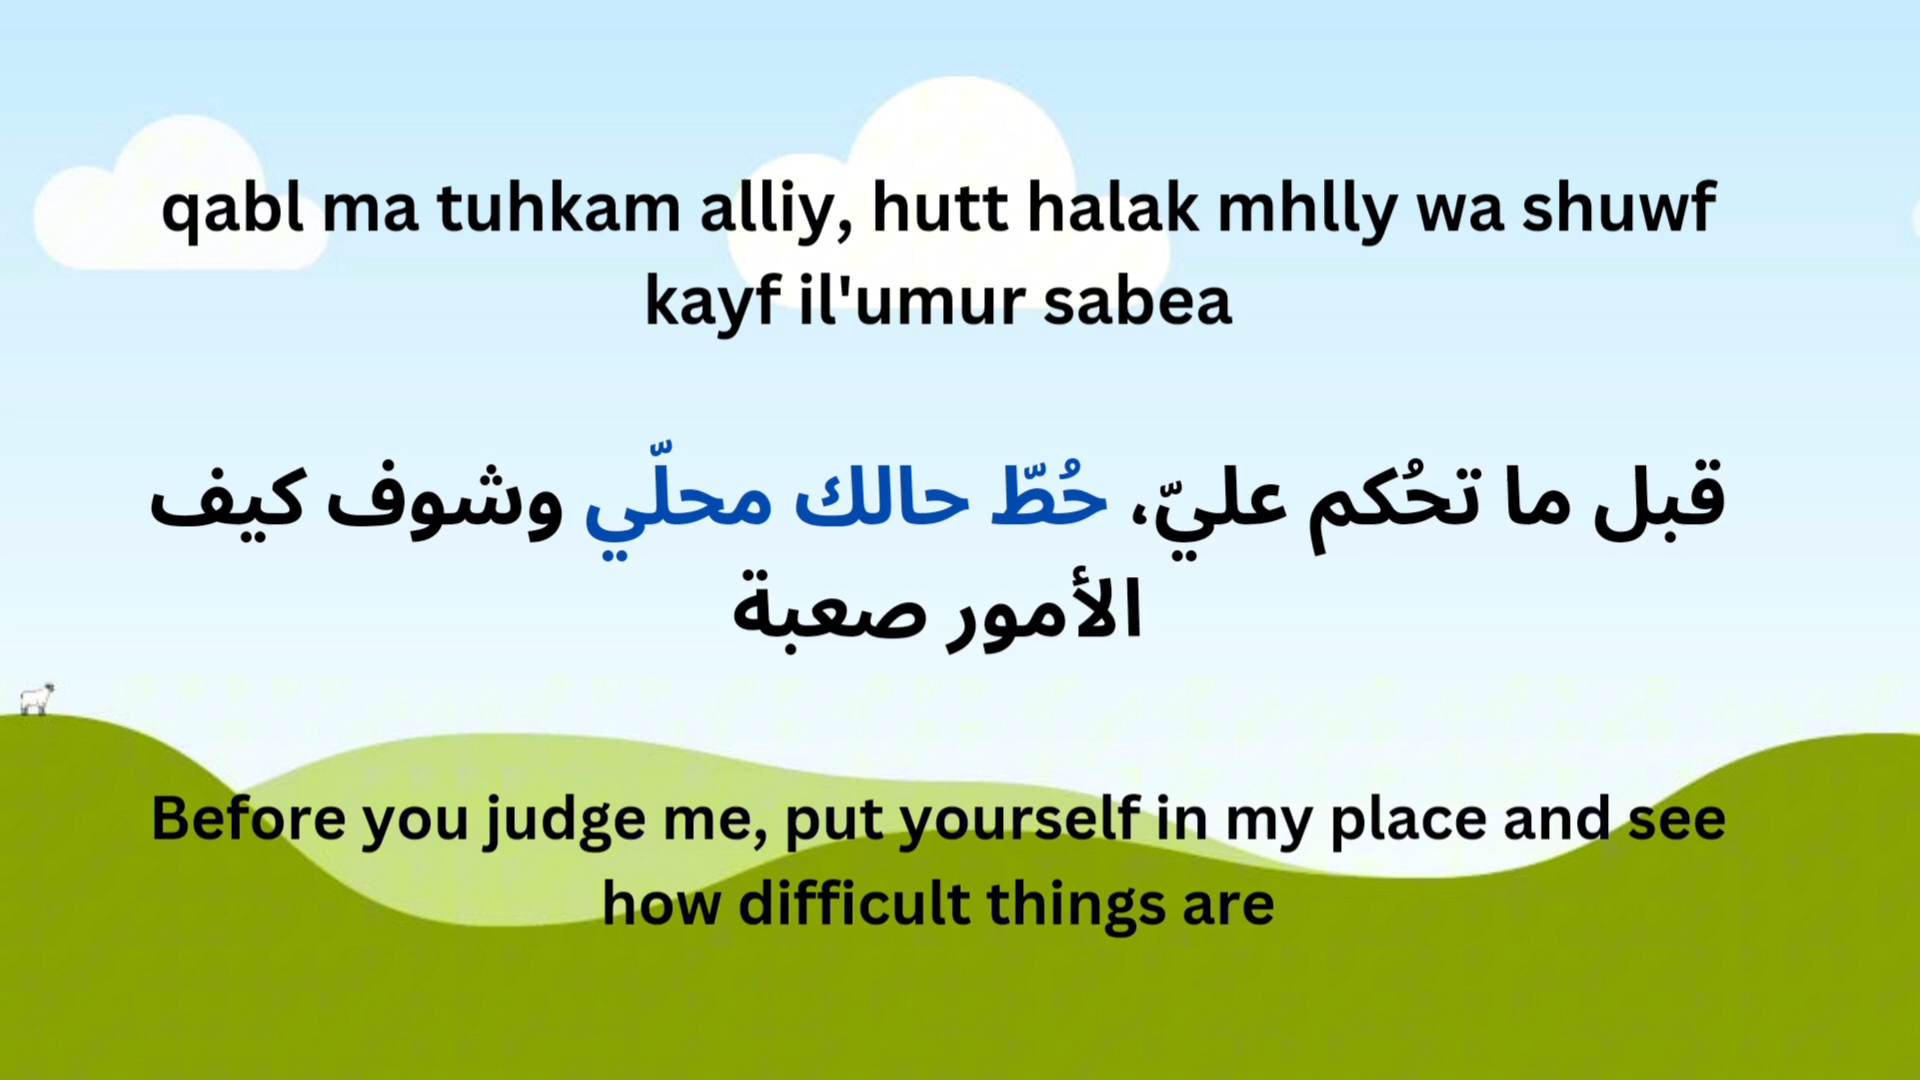 qabl ma tuhkam alliy, hutt halak mhlly wa shuwf
kayf il'umur sabea
قبل ما تحُكم عليّ، حُطّ حالك محلّي وشوف كيف
الأمور صعبة
Before you judge me, put yourself in my place and see
how difficult things are